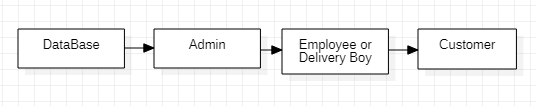 DataBase
Admin
Employee or
Delivery Boy
Customer